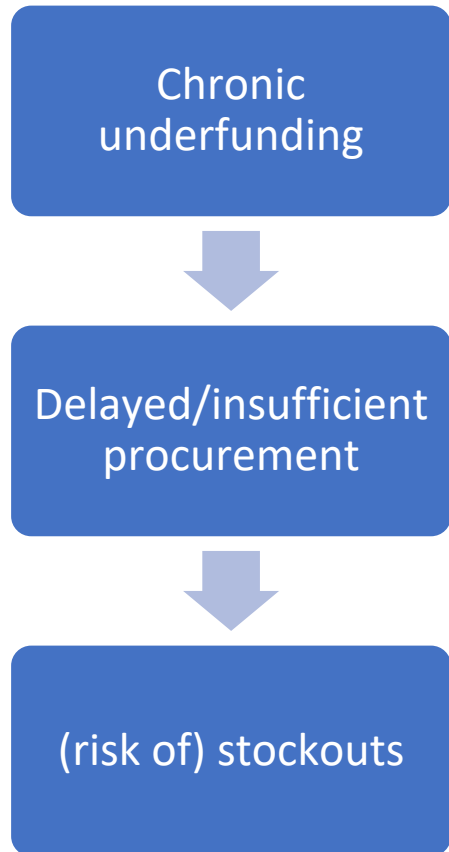 Chronic
underfunding
Delayed/insufficient
procurement
(risk of) stockouts